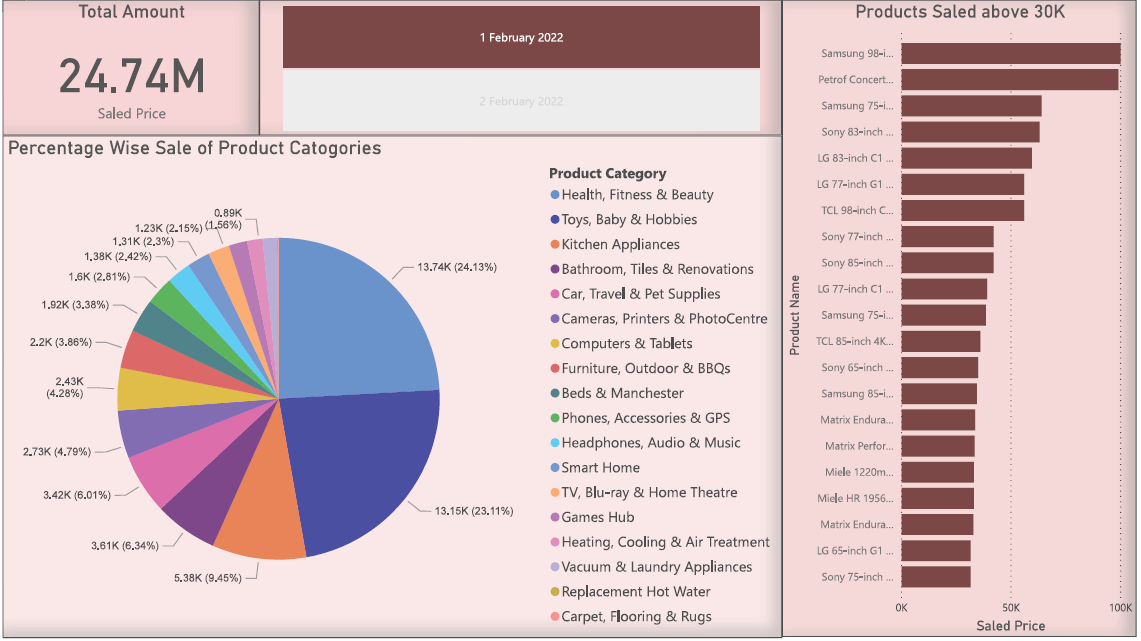 Total Amount
24.74M
Saled Price
1 February 2022
2 February 2022
Percentage Wise Sale of Product Catogories
0.89K
(1.56%)
1.23K (2.15%)
1.31K (2.3%)
1.38K (2.42%)
1.6K (2.81%)
1.92K (3.38%)
2.2K (3.86%)
2.43K
(4.28%)
2.73K (4.79%)
3.42K (6.01%)
3.61K (6.34%)
5.38K (9.45%)
13.15K (23.11%)
13.74K (24.13%)
Product Category
Health, Fitness & Beauty
Toys, Baby & Hobbies
Kitchen Appliances
Bathroom, Tiles & Renovations
Car, Travel & Pet Supplies
Cameras, Printers & PhotoCentre
Computers & Tablets
Furniture, Outdoor & BBQs
Beds & Manchester
Phones, Accessories & GPS
Headphones, Audio & Music
Smart Home
TV, Blu-ray & Home Theatre
Games Hub
Heating, Cooling & Air Treatment
Vacuum & Laundry Appliances
Replacement Hot Water
Carpet, Flooring & Rugs
Products Saled above 30K
Product Name
Samsung 98-i...
Petrof Concert...
Samsung 75-i...
Sony 83-inch ...
LG 83-inch C1 ...
LG 77-inch G1 ...
TCL 98-inch C...
Sony 77-inch ...
Sony 85-inch ...
LG 77-inch C1 ...
Samsung 75-i...
TCL 85-inch 4K...
Sony 65-inch ...
Samsung 85-i...
Matrix Endura...
Matrix Perfor...
Miele 1220m...
Miele HR 1956...
Matrix Endura...
LG 65-inch G1 ...
Sony 75-inch ...
0K 50K 100K
Saled Price